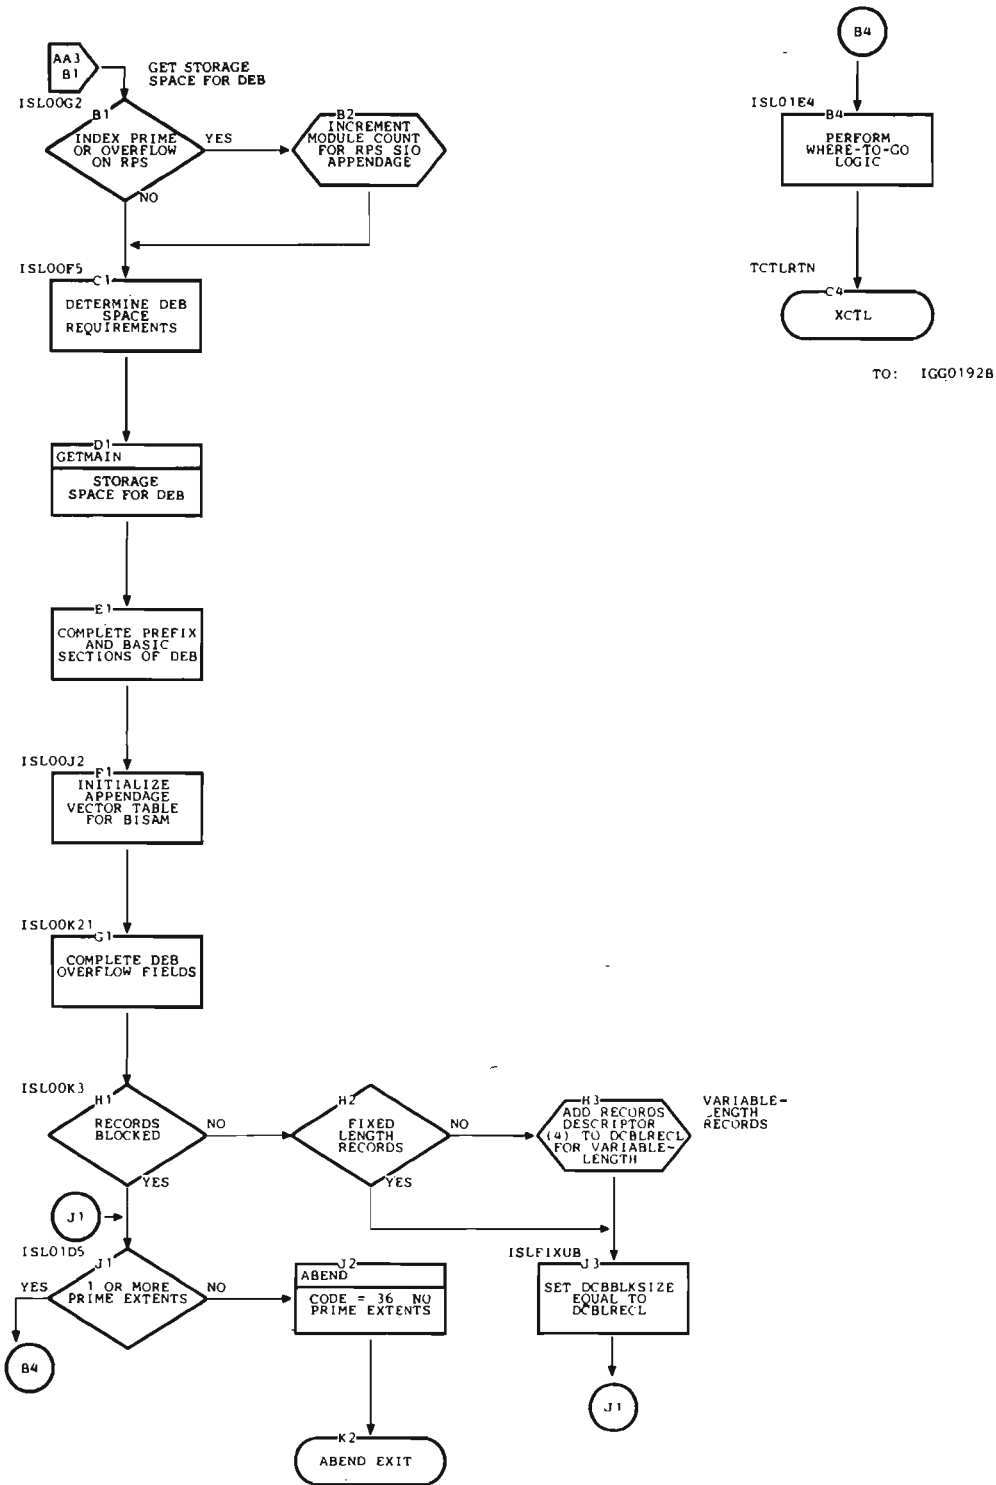 AA3
B1
GET STORAGE
SPACE FOR DEB
ISL00G2
B1
INDEX PRIME
OR OVERFLOW
ON RPS
YES
NO
B2
INCREMENT
MODULE COUNT
FOR RPS SIO
APPENDAGE
ISL00F5
C1
DETERMINE DEB
SPACE
REQUIREMENTS
D1
GETMAIN
STORAGE
SPACE FOR DEB
E1
COMPLETE PREFIX
AND BASIC
SECTIONS OF DEB
ISL00J2
F1
INITIALIZE
APPENDAGE
VECTOR TABLE
FOR BISAM
ISL00K21
G1
COMPLETE DEB
OVERFLOW FIELDS
ISL00K3
H1
RECORDS
BLOCKED
NO
YES
H2
FIXED
LENGTH
RECORDS
NO
YES
H3
ADD RECORDS
DESCRIPTOR
(4) TO DCBLRECL
FOR VARIABLE-
LENGTH
VARIABLE-
LENGTH
RECORDS
J1
ISL01D5
J1
1 OR MORE
PRIME EXTENTS
YES
NO
B4
J2
ABEND
CODE = 36 NO
PRIME EXTENTS
K2
ABEND EXIT
ISLFIXUB
J3
SET DCBBLKSIZE
EQUAL TO
DCBLRECL
J1
B4
ISL01E4
B4
PERFORM
WHERE-TO-GO
LOGIC
TCTLRTN
C4
XCTL
TO: IGG0192B